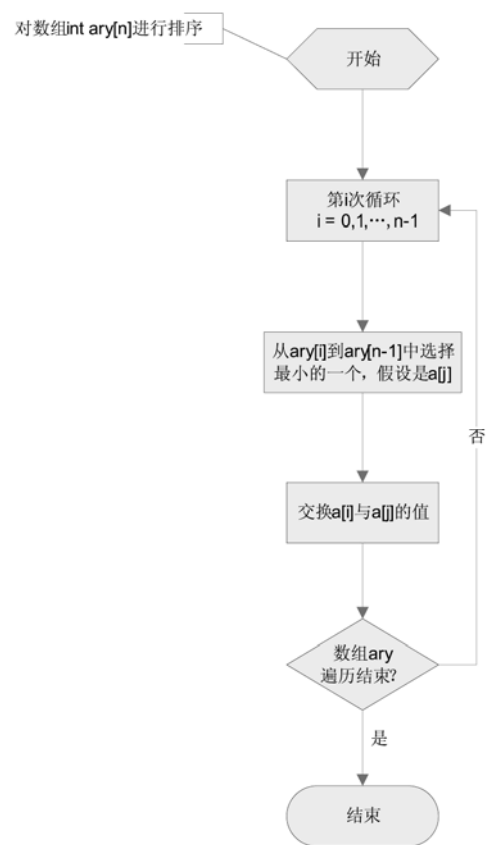 对数组int ary[n]进行排序
开始
第i次循环
i = 0,1,…,n-1
从ary[i]到ary[n-1]中选择
最小的一个，假设是a[j]
否
交换a[i]与a[j]的值
数组ary
遍历结束?
是
结束